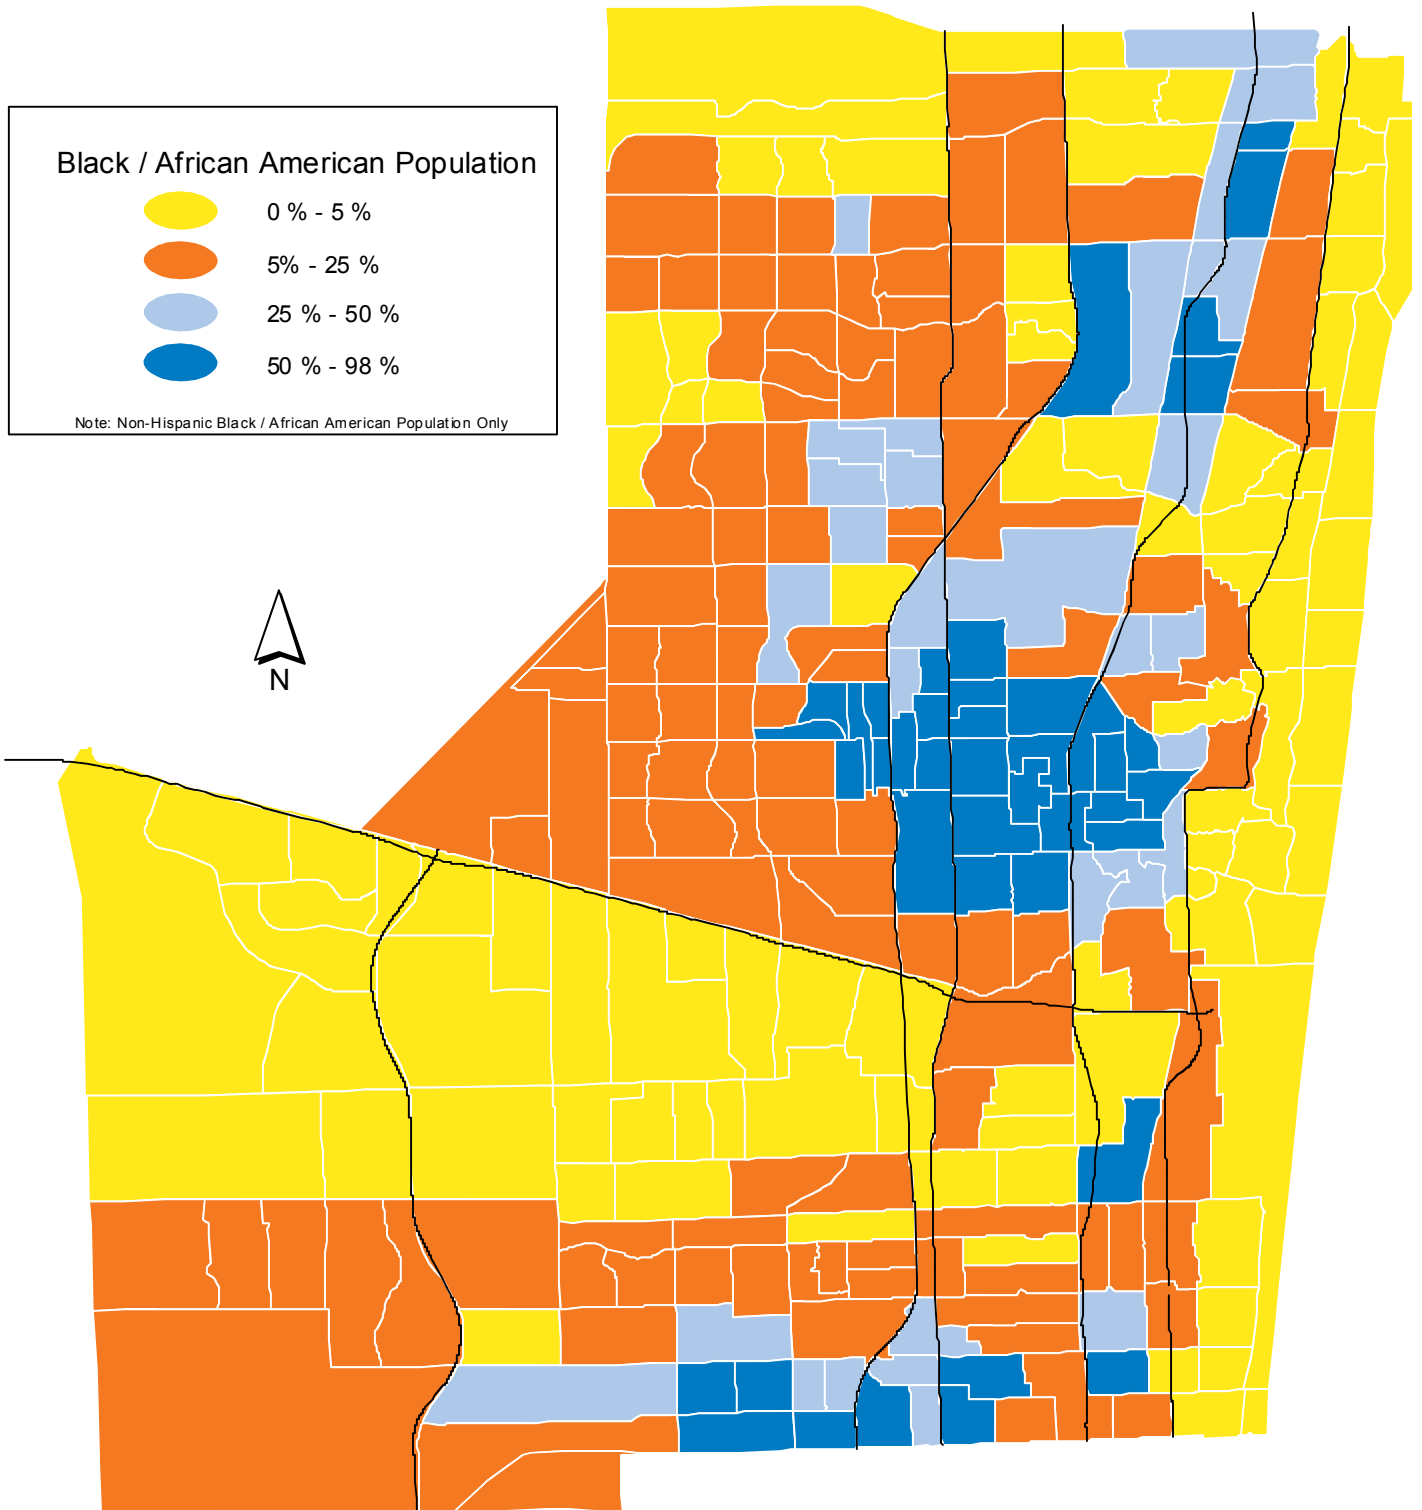 Black / African American Population
0 % - 5 %
5% - 25 %
25 % - 50 %
50 % - 98 %
Note: Non-Hispanic Black / African American Population Only
N